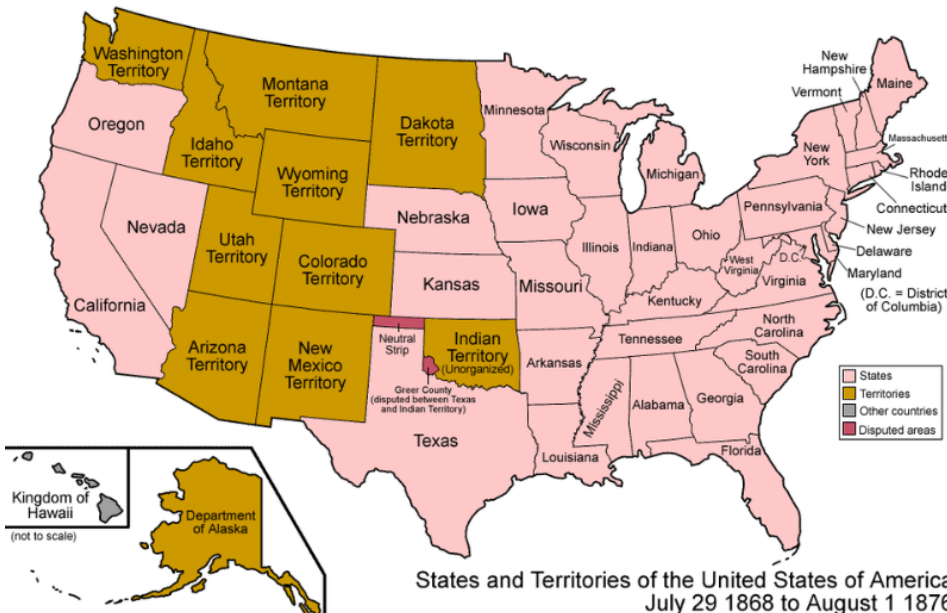 Washington
Territory
Montana
Territory
Dakota
Territory
Minnesota
Oregon
Idaho
Territory
Wyoming
Territory
Wisconsin
Michigan
New
Hampshire
Vermont
Maine
Massachusett
New
York
Rhode
Island
Connecticut
Pennsylvania
New Jersey
Delaware
Maryland
(D.C. = District
of Columbia)
Nevada
Utah
Territory
Colorado
Territory
Nebraska
Iowa
Kansas
Missouri
Illinois
Indiana
Ohio
West
Virginia
D.C.
Virginia
Kentucky
California
Arizona
Territory
New
Mexico
Territory
Neutral
Strip
Indian
Territory
(Unorganized)
Greer County
(disputed between Texas
and Indian Territory)
Texas
Arkansas
Tennessee
North
Carolina
South
Carolina
Mississippi
Alabama
Georgia
Louisiana
Florida
States
Territories
Other countries
Disputed areas
Kingdom of
Hawaii
(not to scale)
Department
of Alaska
States and Territories of the United States of America
July 29 1868 to August 1 1876